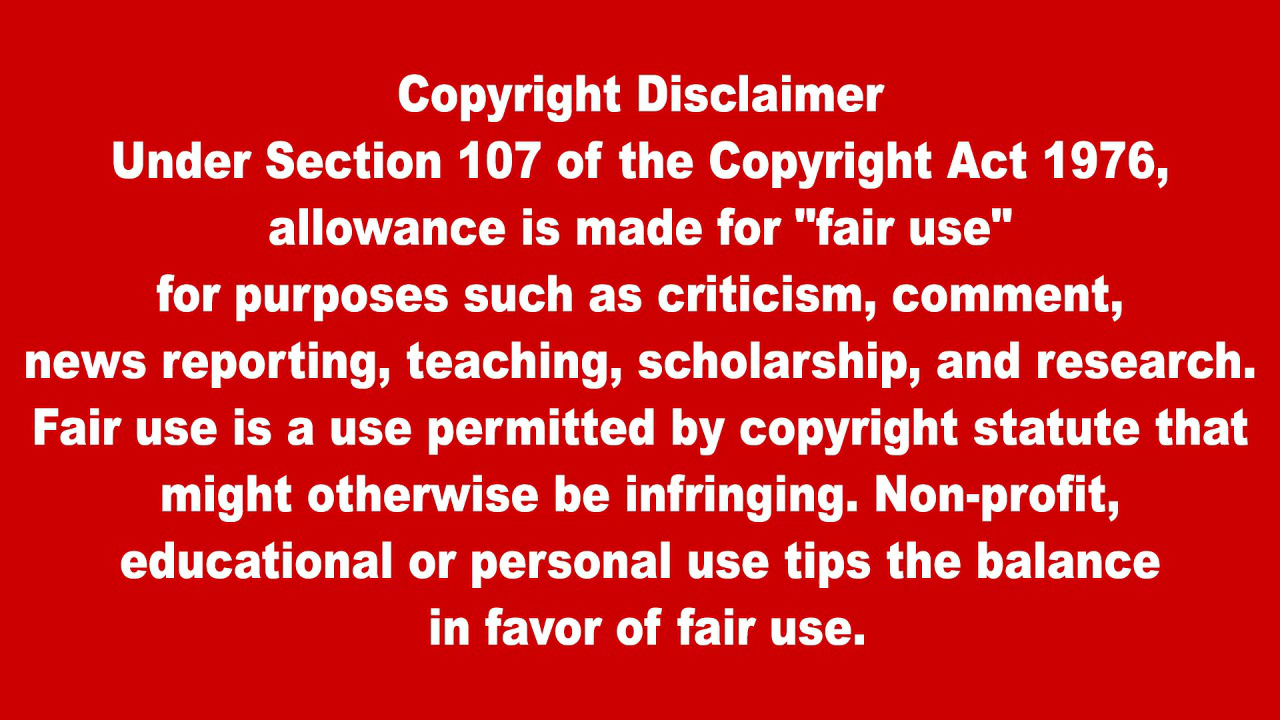 Copyright Disclaimer
Under Section 107 of the Copyright Act 1976,
allowance is made for "fair use"
for purposes such as criticism, comment,
news reporting, teaching, scholarship, and research.
Fair use is a use permitted by copyright statute that
might otherwise be infringing. Non-profit,
educational or personal use tips the balance
in favor of fair use.